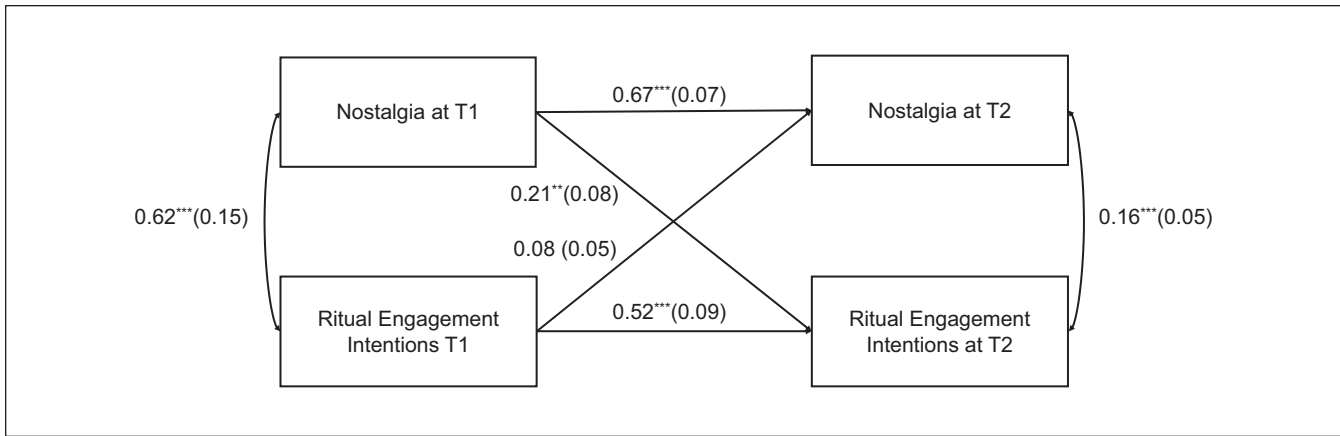 Nostalgia at T1
0.67***(0.07)
Nostalgia at T2
0.21**(0.08)
0.62***(0.15)
0.16***(0.05)
0.08 (0.05)
Ritual Engagement
Intentions T1
0.52***(0.09)
Ritual Engagement
Intentions at T2